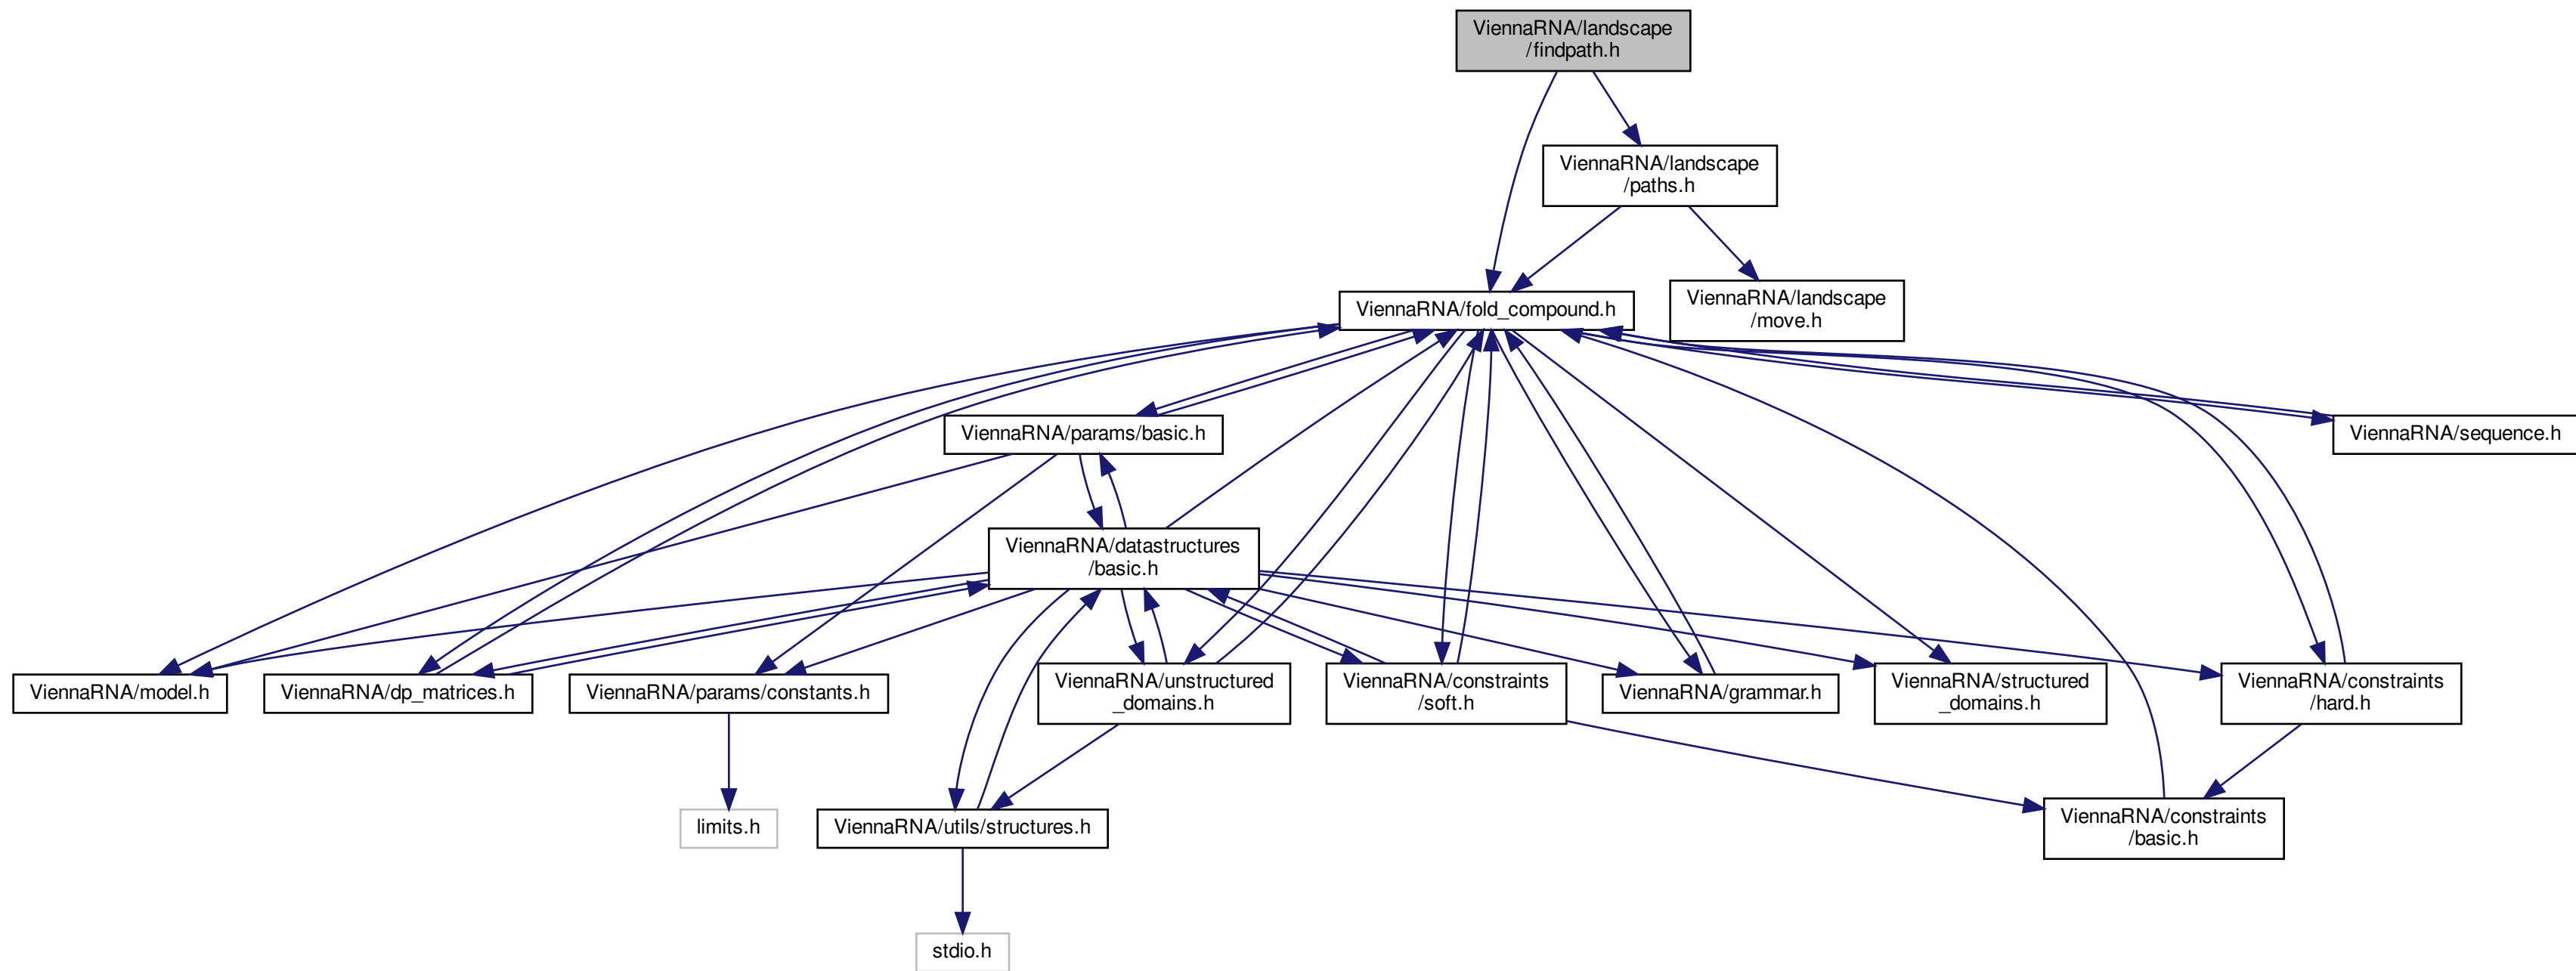 ViennaRNA/landscape
/findpath.h
ViennaRNA/landscape
/paths.h
ViennaRNA/fold_compound.h
ViennaRNA/landscape
/move.h
ViennaRNA/params/basic.h
ViennaRNA/sequence.h
ViennaRNA/datastructures
/basic.h
ViennaRNA/model.h
ViennaRNA/dp_matrices.h
ViennaRNA/params/constants.h
ViennaRNA/unstructured
_domains.h
ViennaRNA/constraints
/soft.h
ViennaRNA/grammar.h
ViennaRNA/structured
_domains.h
ViennaRNA/constraints
/hard.h
limits.h
ViennaRNA/utils/structures.h
ViennaRNA/constraints
/basic.h
stdio.h